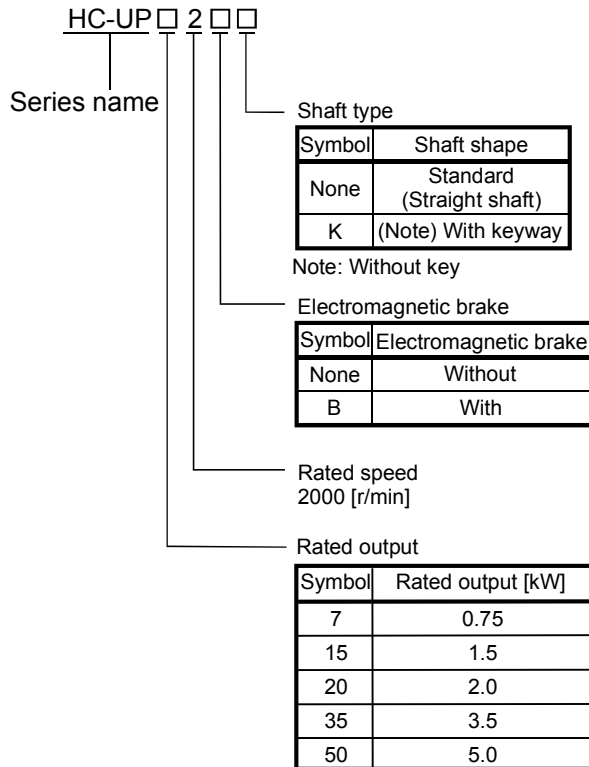 HC-UP□2□□
Series name
Shaft type
Symbol Shaft shape
None Standard
(Straight shaft)
K (Note) With keyway
Note: Without key
Electromagnetic brake
Symbol Electromagnetic brake
None Without
B With
Rated speed
2000 [r/min]
Rated output
Symbol Rated output [kW]
7 0.75
15 1.5
20 2.0
35 3.5
50 5.0